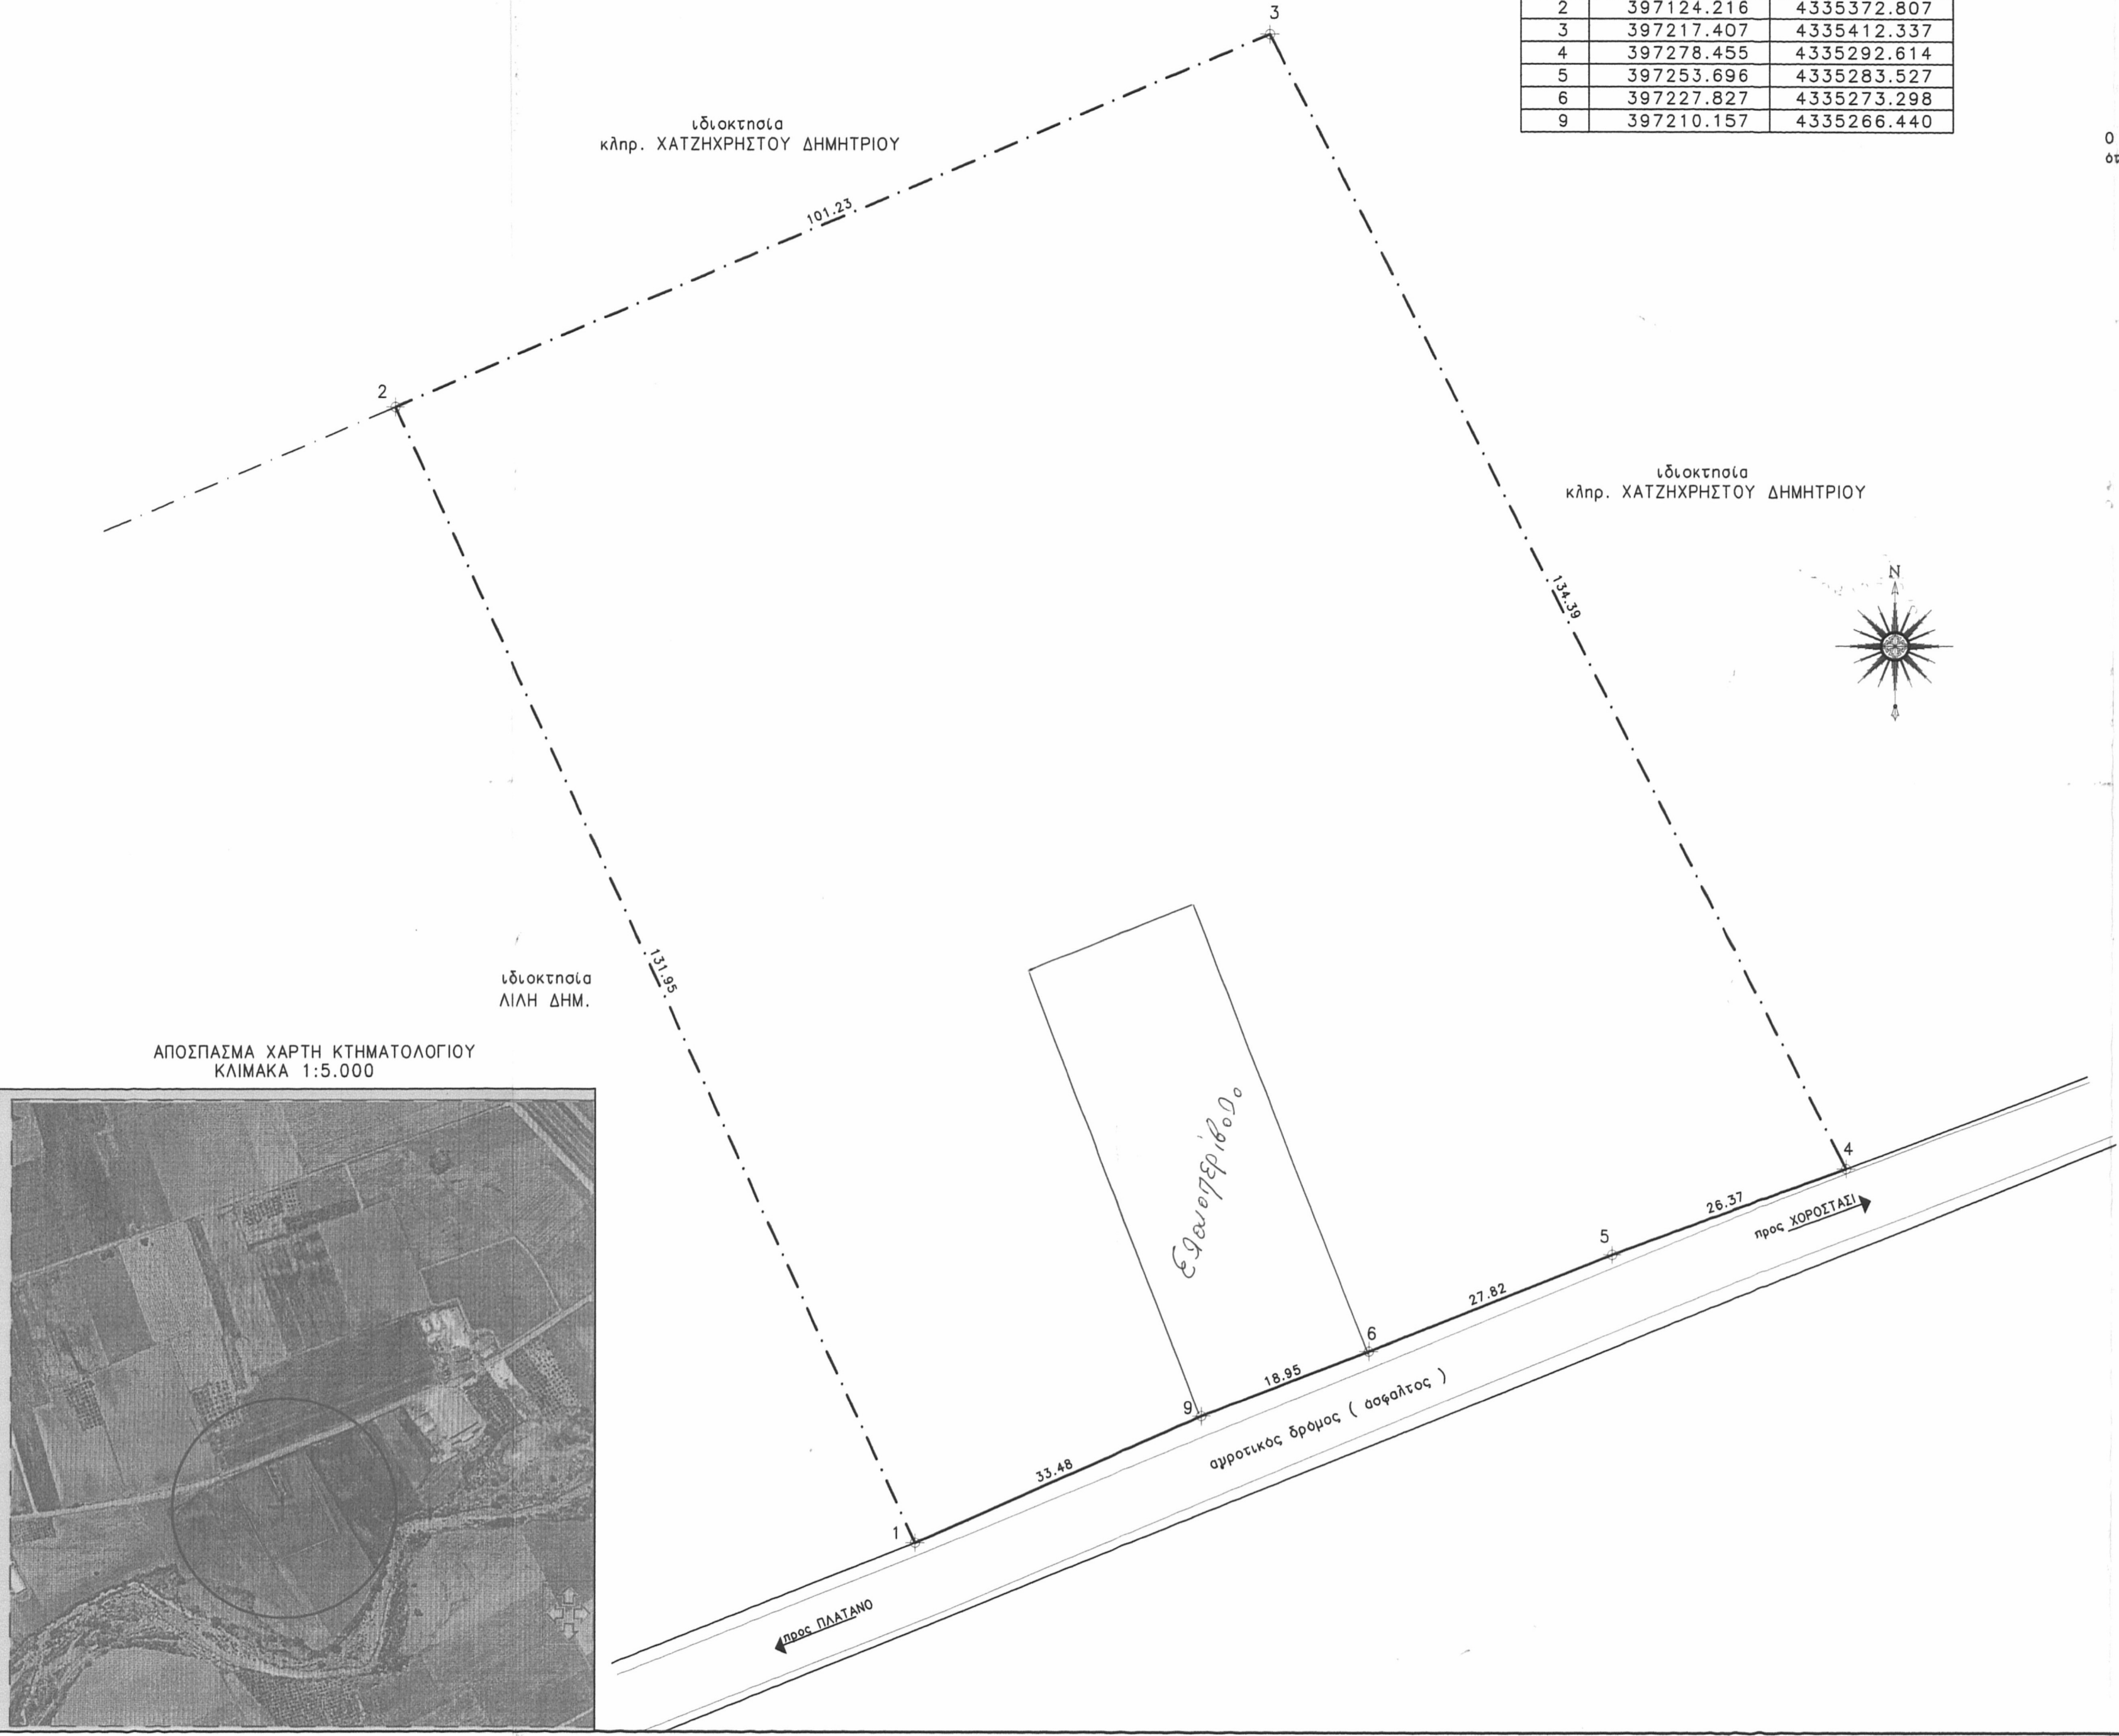 3
2 397124.216 4335372.807
3 397217.407 4335412.337
4 397278.455 4335292.614
5 397253.696 4335283.527
6 397227.827 4335273.298
9 397210.157 4335266.440
ιδιοκτησία
κληρ. ΧΑΤΖΗΧΡΗΣΤΟΥ ΔΗΜΗΤΡΙΟΥ
101.23
2
ιδιοκτησία
κληρ. ΧΑΤΖΗΧΡΗΣΤΟΥ ΔΗΜΗΤΡΙΟΥ
N
134.39
131.95
ιδιοκτησία
ΛΙΛΗ ΔΗΜ.
ΑΠΟΣΠΑΣΜΑ ΧΑΡΤΗ ΚΤΗΜΑΤΟΛΟΓΙΟΥ
ΚΛΙΜΑΚΑ 1:5.000
Ελαιοπερίβολο
4
26.37
προς ΧΟΡΟΣΤΑΣΙ
5
27.82
6
18.95
9
αγροτικός δρόμος ( άσφαλτος )
33.48
1
προς ΠΛΑΤΑΝΟ